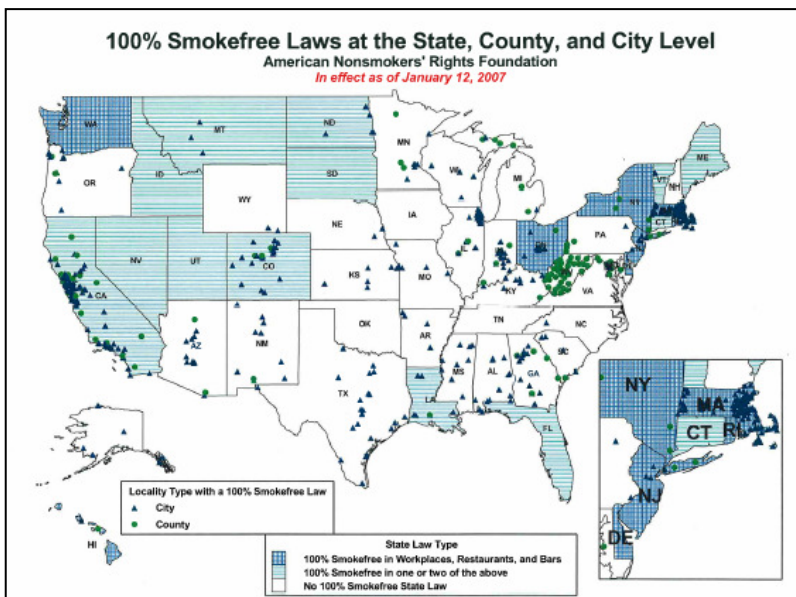 100% Smokefree Laws at the State, County, and City Level
American Nonsmokers' Rights Foundation
In effect as of January 12, 2007
WA
MT
ND
MN
OR
ID
SD
WI
MI
NY
VT
NH
ME
WY
NE
IA
PA
CT
NV
UT
CO
KS
MO
IL
KY
VA
CA
AZ
NM
OK
AR
TN
NC
SC
TX
LA
MS
AL
GA
FL
HI
NY
MA
CT
RI
NJ
DE
Locality Type with a 100% Smokefree Law
City
County
State Law Type
100% Smokefree in Workplaces, Restaurants, and Bars
100% Smokefree in one or two of the above
No 100% Smokefree State Law